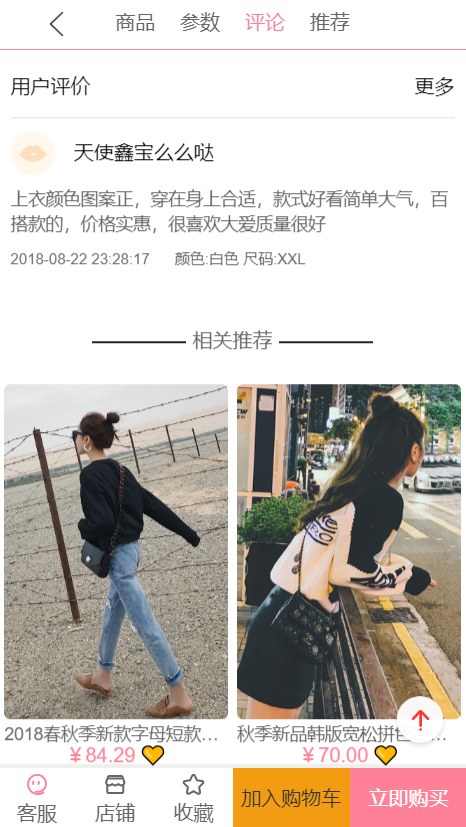 商品 参数 评论 推荐
用户评价 更多
天使鑫宝么么哒
上衣颜色图案正，穿在身上合适，款式好看简单大气，百
搭款的，价格实惠，很喜欢大爱质量很好
2018-08-22 23:28:17 颜色:白色 尺码:XXL
相关推荐
2018春秋季新款字母短款…
秋季新品韩版宽松拼色
¥84.29
¥70.00
客服 店铺 收藏 加入购物车 立即购买